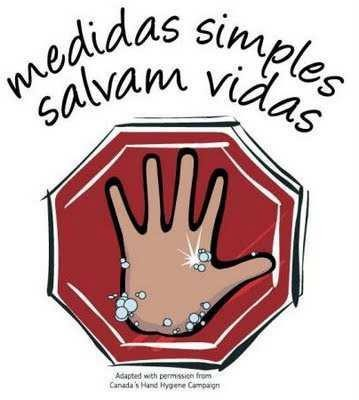 medidas simples
salvam vidas
Adapted with permission from
Canada's Hand Hygiene Campaign